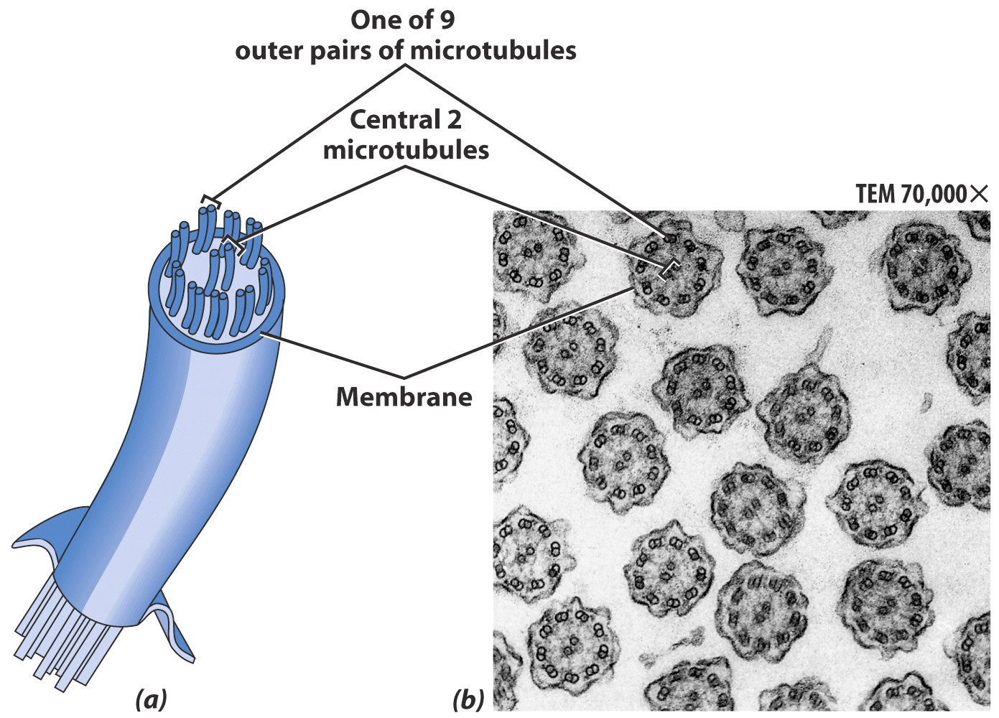 One of 9
outer pairs of microtubules
Central 2
microtubules
TEM 70,000×
Membrane
(a)
(b)